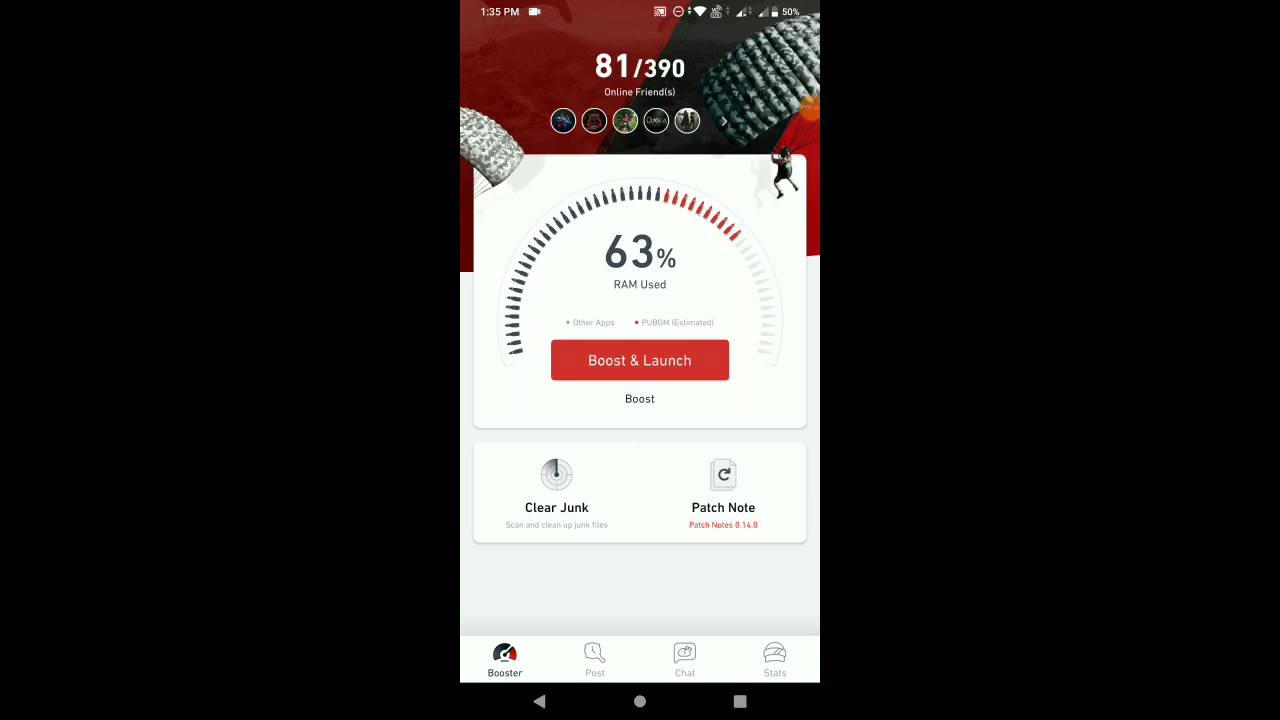 1:35 PM
50%
81/390
Online Friend(s)
63%
RAM Used
Other Apps
PUBGM (Estimated)
Boost & Launch
Boost
Clear Junk
Scan and clean up junk files
Patch Note
Patch Notes 0.14.0
Booster
Post
Chat
Stats